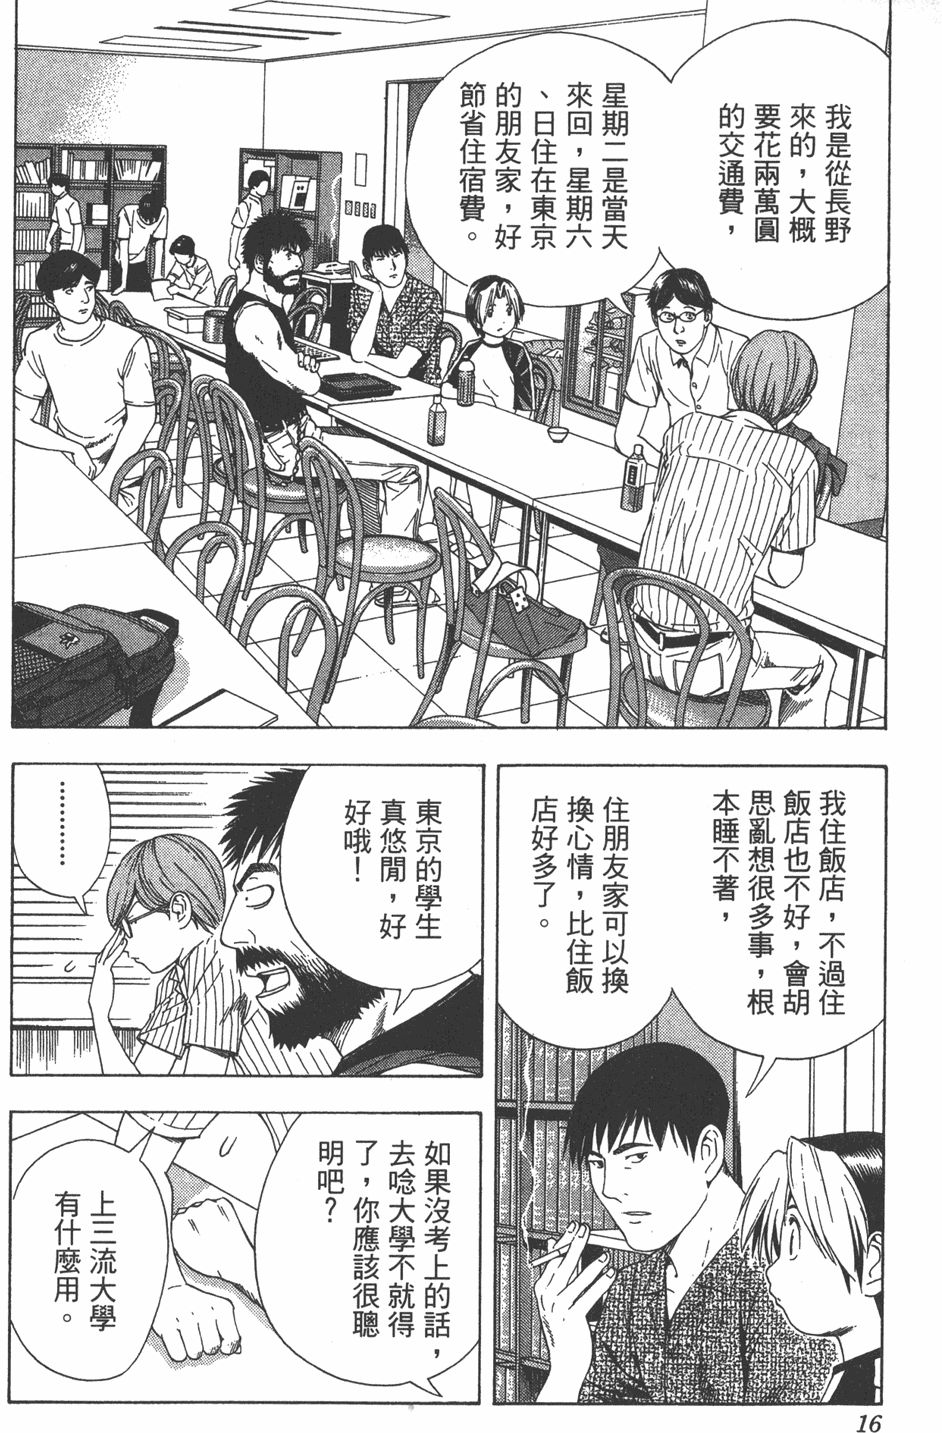 我是從長野
來的，大概
要花兩萬圓
的交通費，
星期二是當天
來回，星期六
、日住在東京
的朋友家，好
節省住宿費。
我住飯店，不過住
飯店也不好，會胡
思亂想很多事，根
本睡不著，
住朋友家可以換
換心情，比住飯
店好多了。
東京的學生
真悠閒，好
好哦！
………
如果沒考上的話，
去唸大學不就得
了，你應該很聰
明吧？
上三流大學
有什麼用。
16